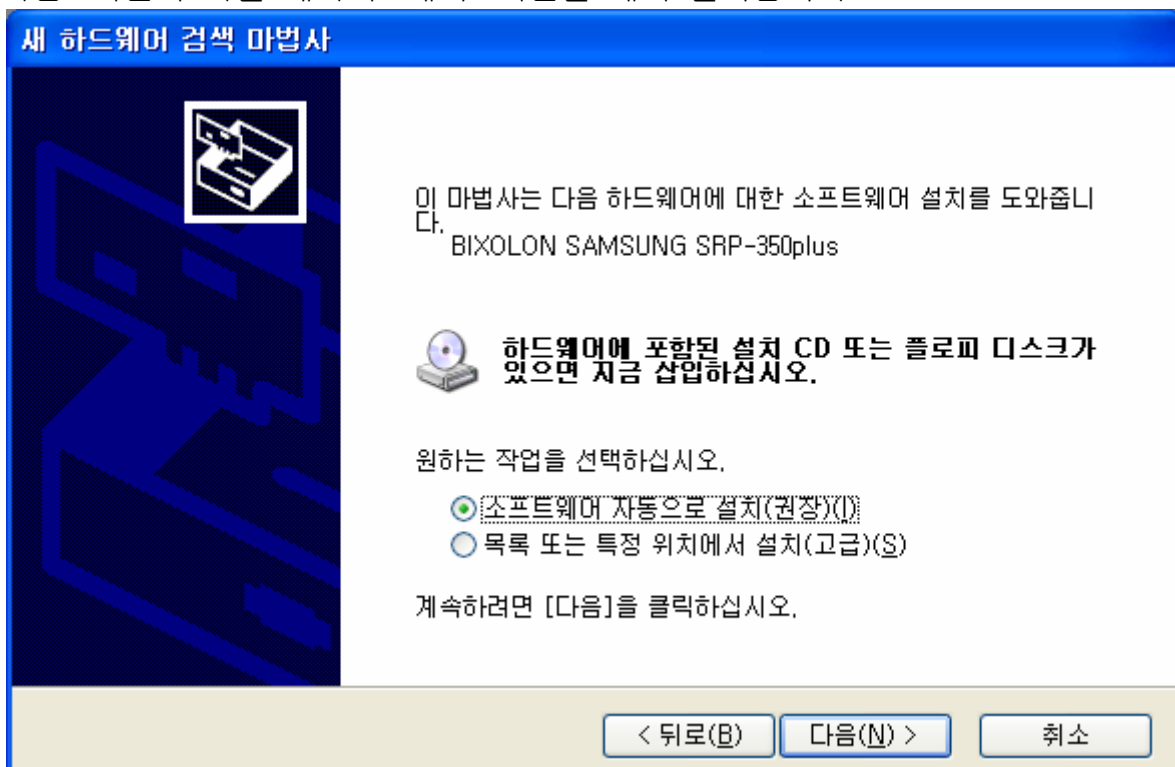 새 하드웨어 검색 마법사
이 마법사는 다음 하드웨어에 대한 소프트웨어 설치를 도와줍니
다.
BIXOLON SAMSUNG SRP-350plus
하드웨어에 포함된 설치 CD 또는 플로피 디스크가
있으면 지금 삽입하십시오.
원하는 작업을 선택하십시오.
소프트웨어 자동으로 설치(권장)(I)
목록 또는 특정 위치에서 설치(고급)(S)
계속하려면 [다음]을 클릭하십시오.
< 뒤로(B) 다음(N) > 취소